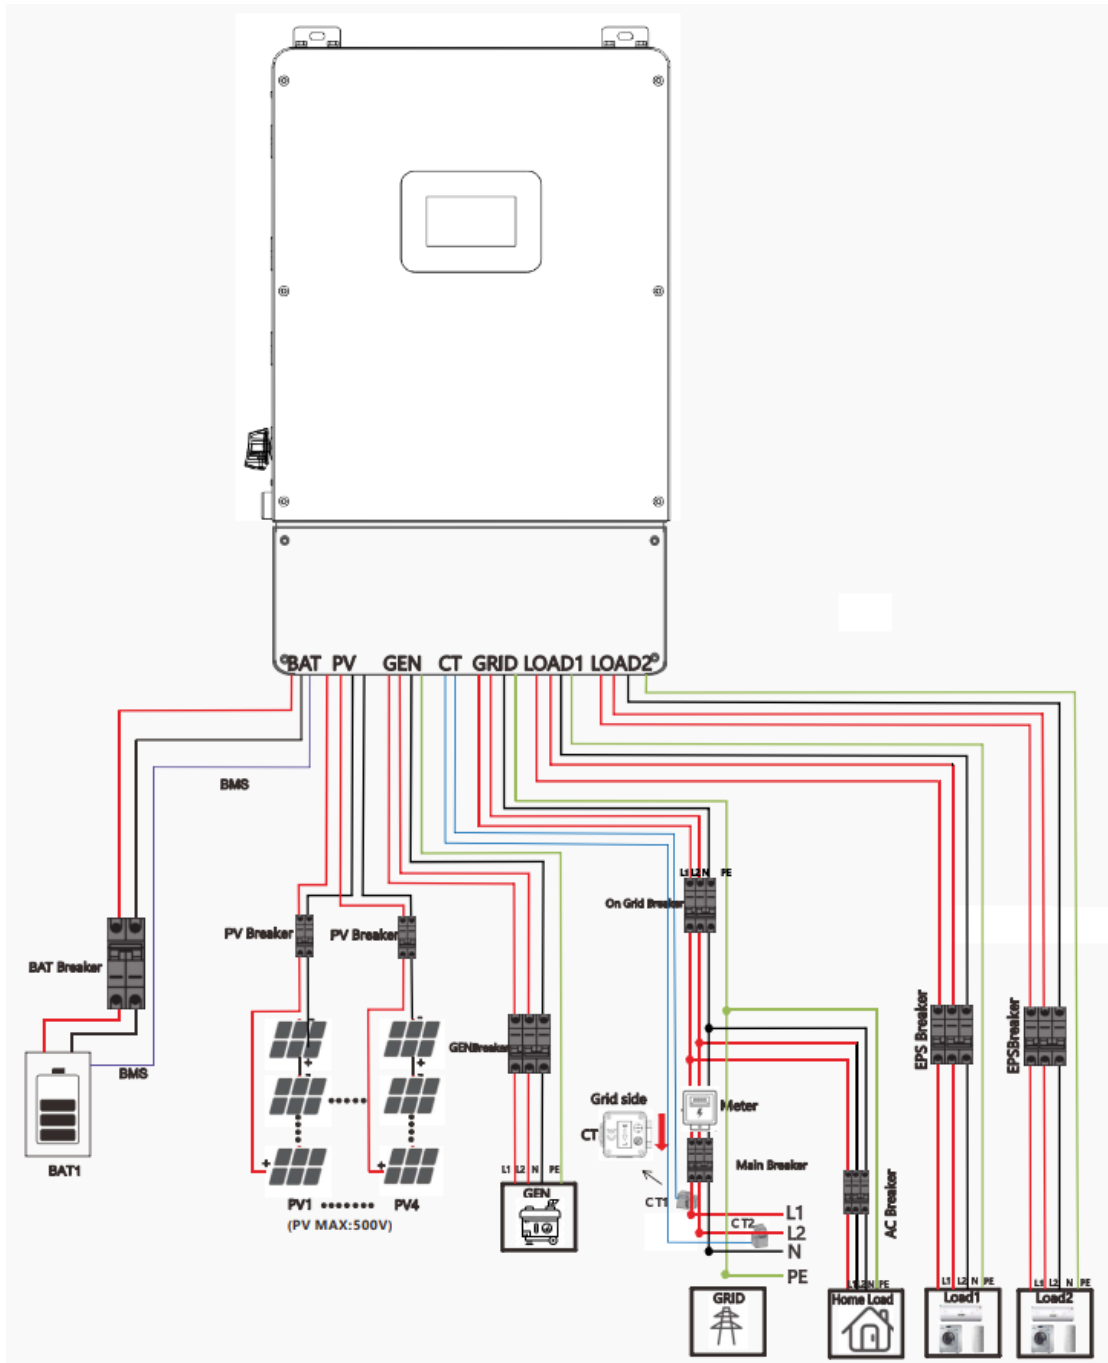 BAT PV GEN CT GRID LOAD1 LOAD2
BMS
L1 L2 N PE
On Grid Breaker
PV Breaker
PV Breaker
BAT Breaker
EPS Breaker
EPSBreaker
GENBreaker
BMS
Grid side
Meter
CT
BAT1
Main Breaker
L1 L2 N PE
GEN
PV1
PV4
(PV MAX:500V)
CT1
CT2
L1
L2
N
PE
AC Breaker
GRID
L1 L2 N PE
Home Load
L1 L2 N PE
Load1
L1 L2 N PE
Load2